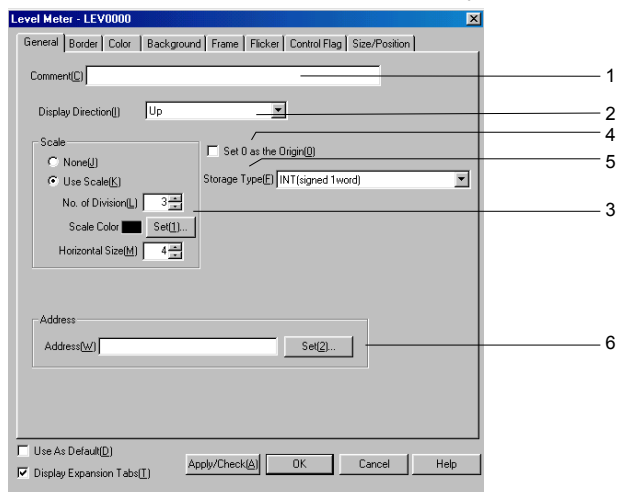 Level Meter - LEV0000
General Border Color Background Frame Flicker Control Flag Size/Position
Comment(C) 1
Display Direction(I) Up 2
4
Scale
None(J) Set 0 as the Origin(O)
5
Use Scale(K) Storage Type(F) INT(signed 1word)
No. of Division(L) 3
3
Scale Color Set(1)...
Horizontal Size(M) 4
Address
Address(W) Set(2)... 6
Use As Default(D)
Apply/Check(A) OK Cancel Help
Display Expansion Tabs(T)